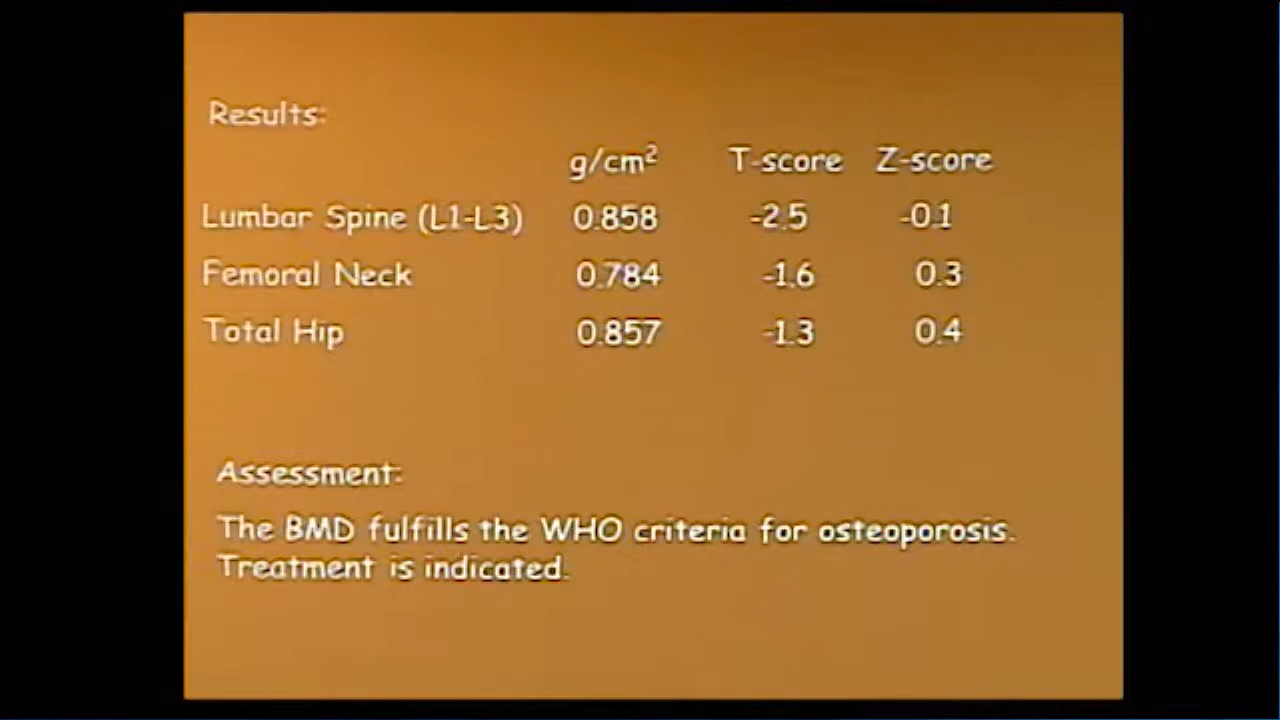 Results:
g/cm² T-score Z-score
Lumbar Spine (L1-L3) 0.858 -2.5 -0.1
Femoral Neck 0.784 -1.6 0.3
Total Hip 0.857 -1.3 0.4
Assessment:
The BMD fulfills the WHO criteria for osteoporosis.
Treatment is indicated.